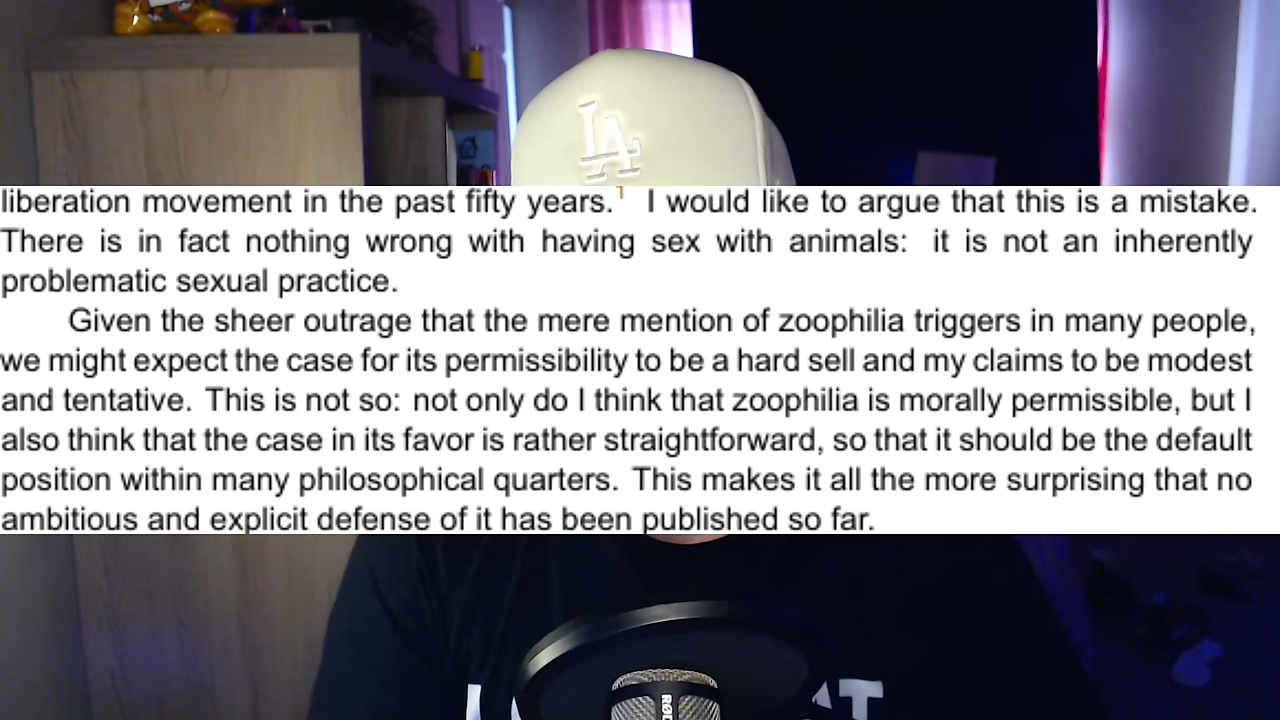 LA
liberation movement in the past fifty years.¹ I would like to argue that this is a mistake.
There is in fact nothing wrong with having sex with animals: it is not an inherently
problematic sexual practice.
Given the sheer outrage that the mere mention of zoophilia triggers in many people,
we might expect the case for its permissibility to be a hard sell and my claims to be modest
and tentative. This is not so: not only do I think that zoophilia is morally permissible, but I
also think that the case in its favor is rather straightforward, so that it should be the default
position within many philosophical quarters. This makes it all the more surprising that no
ambitious and explicit defense of it has been published so far.